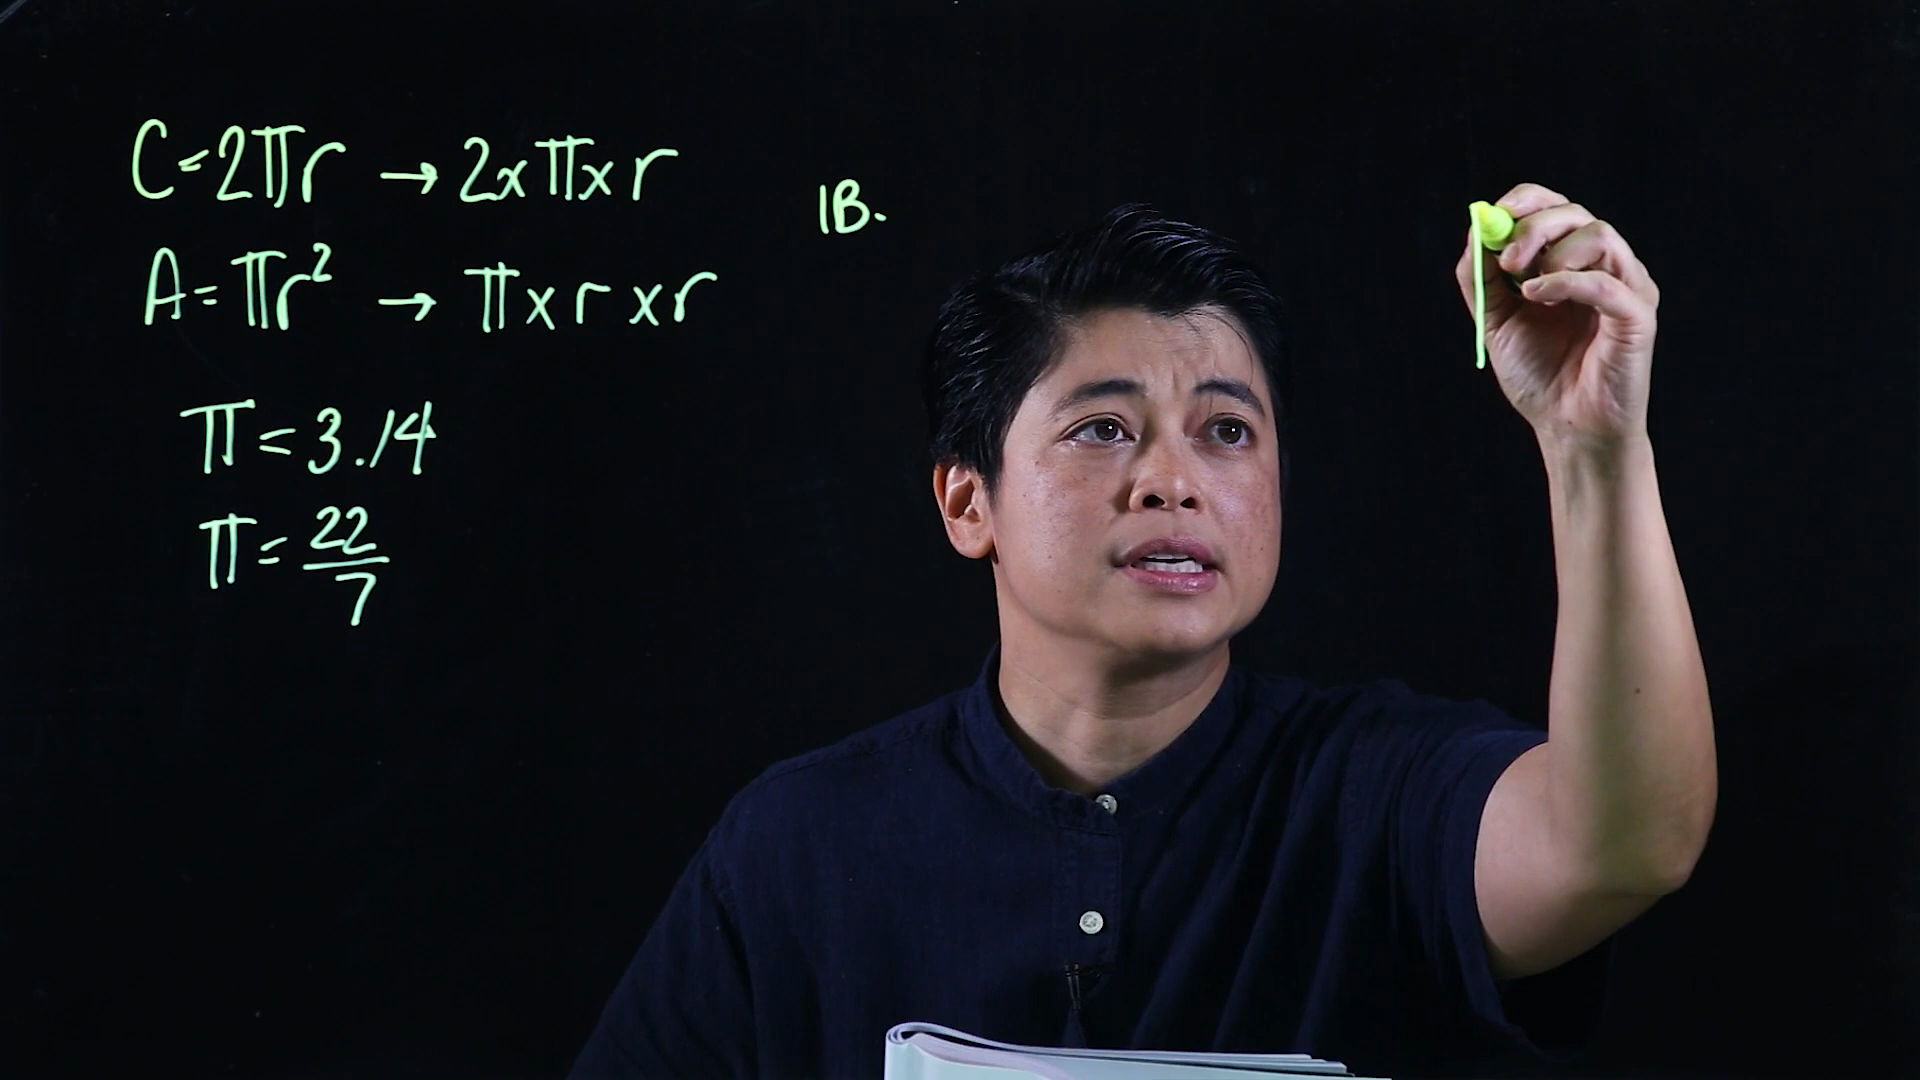 C=2πr → 2xπxr
A=πr² → πxrxr
π=3.14
π=22/7
1B.